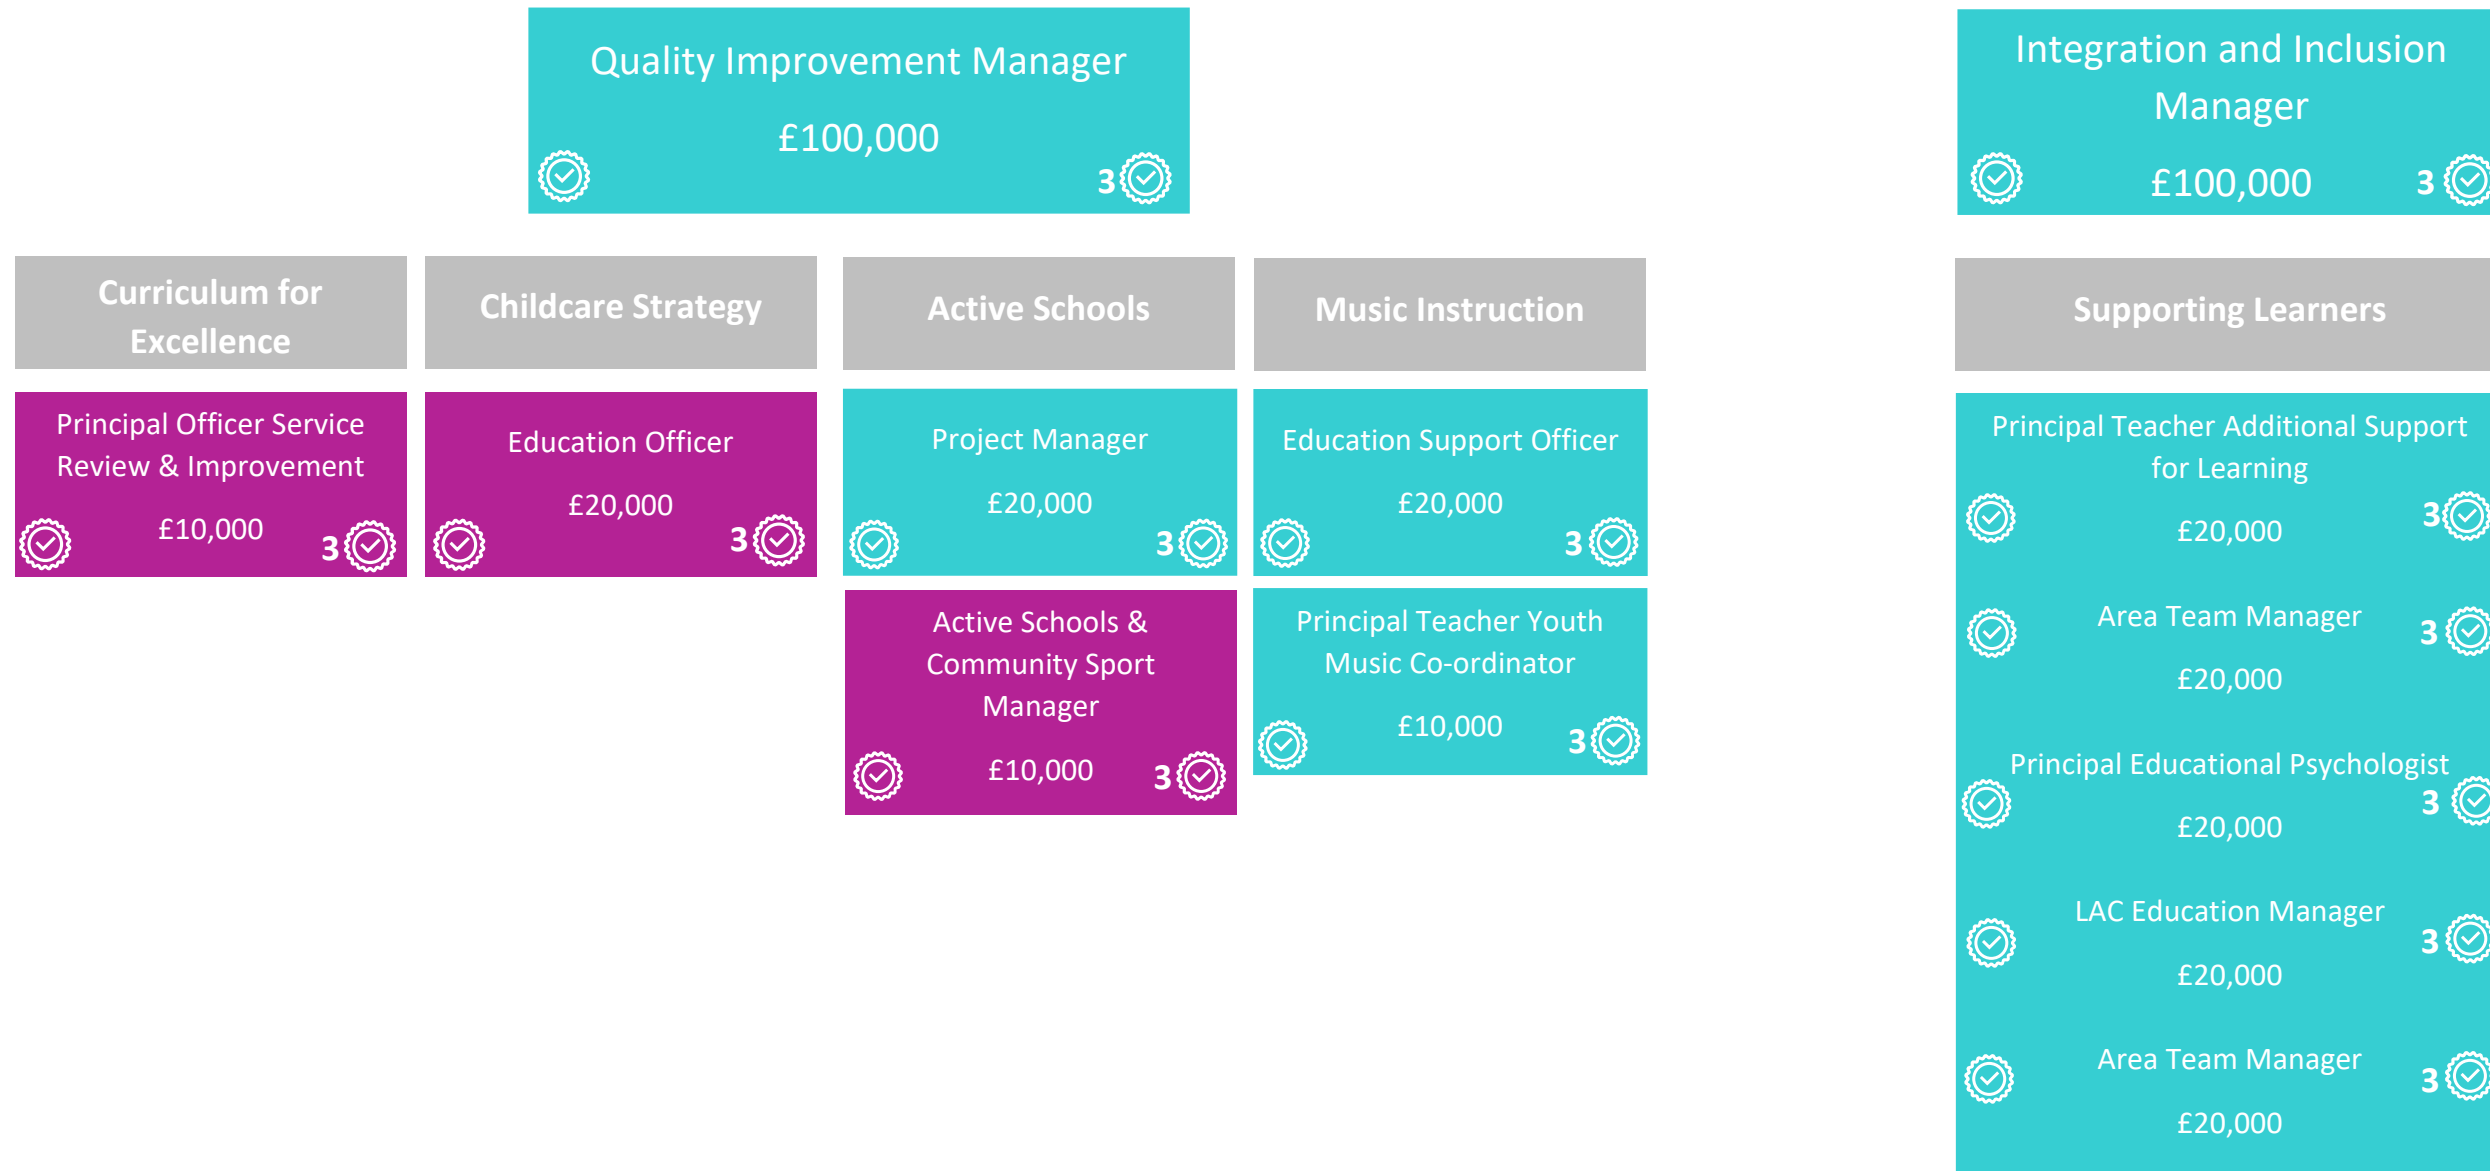 Quality Improvement Manager
£100,000
3
Integration and Inclusion
Manager
£100,000
3
Curriculum for
Excellence
Childcare Strategy
Active Schools
Music Instruction
Supporting Learners
Principal Officer Service
Review & Improvement
£10,000
3
Education Officer
£20,000
3
Project Manager
£20,000
3
Active Schools &
Community Sport
Manager
£10,000
3
Education Support Officer
£20,000
3
Principal Teacher Youth
Music Co-ordinator
£10,000
3
Principal Teacher Additional Support
for Learning
£20,000
3
Area Team Manager
£20,000
3
Principal Educational Psychologist
£20,000
3
LAC Education Manager
£20,000
3
Area Team Manager
£20,000
3